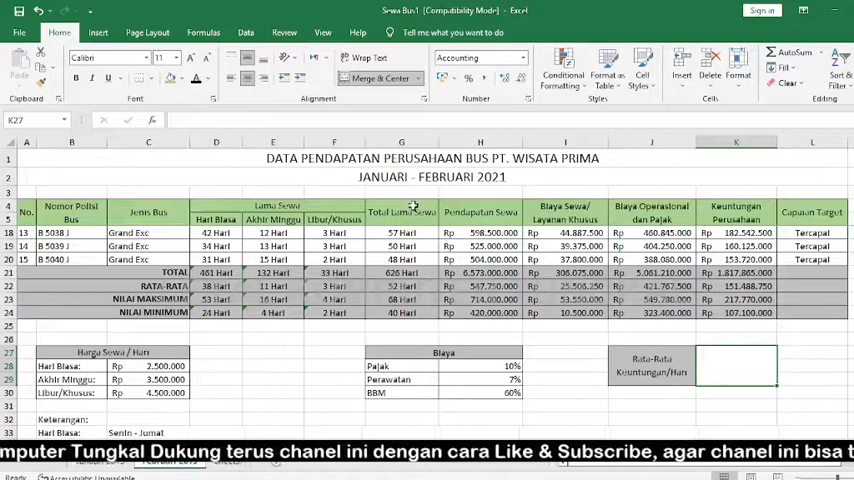 Sewa Bus1 [Compatibility Mode] - Excel
Sign in
File Home Insert Page Layout Formulas Data Review View Help Tell me what you want to do
Paste
Calibri 11
B I U
Wrap Text
Merge & Center
Accounting
Conditional Formatting
Format as Table
Cell Styles
Insert Delete Format
AutoSum
Fill
Clear
Sort & Filter
Clipboard Font Alignment Number Styles Cells
K27 fx
A B C D E F G H I J K L
1 DATA PENDAPATAN PERUSAHAAN BUS PT. WISATA PRIMA
2 JANUARI - FEBRUARI 2021
3
4 No. Nomor Polisi Bus Jenis Bus Lama Sewa Total Lama Sewa Pendapatan Sewa Biaya Sewa/ Layanan Khusus Biaya Operasional dan Pajak Keuntungan Perusahaan Capaian Target
5 Hari Biasa Akhir Minggu Libur/Khusus
18 13 B 5038 J Grand Exc 42 Hari 12 Hari 3 Hari 57 Hari Rp 598.500.000 Rp 44.887.500 Rp 460.845.000 Rp 182.542.500 Tercapai
19 14 B 5039 J Grand Exc 34 Hari 13 Hari 3 Hari 50 Hari Rp 525.000.000 Rp 39.375.000 Rp 404.250.000 Rp 160.125.000 Tercapai
20 15 B 5040 J Grand Exc 31 Hari 15 Hari 2 Hari 48 Hari Rp 504.000.000 Rp 37.800.000 Rp 388.080.000 Rp 153.720.000 Tercapai
21 TOTAL 461 Hari 132 Hari 33 Hari 626 Hari Rp 6.573.000.000 Rp 306.075.000 Rp 5.061.210.000 Rp 1.817.865.000
22 RATA-RATA 38 Hari 11 Hari 3 Hari 52 Hari Rp 547.750.000 Rp 25.506.250 Rp 421.767.500 Rp 151.488.750
23 NILAI MAKSIMUM 53 Hari 16 Hari 4 Hari 68 Hari Rp 714.000.000 Rp 53.550.000 Rp 549.780.000 Rp 217.770.000
24 NILAI MINIMUM 24 Hari 4 Hari 2 Hari 40 Hari Rp 420.000.000 Rp 10.500.000 Rp 323.400.000 Rp 107.100.000
25
26
27 Harga Sewa / Hari Biaya Rata-Rata Keuntungan/Hari
28 Hari Biasa: Rp 2.500.000 Pajak 10%
29 Akhir Minggu: Rp 3.500.000 Perawatan 7%
30 Libur/Khusus: Rp 4.500.000 BBM 60%
31
32 Keterangan:
33 Hari Biasa: Senin - Jumat
mputer Tungkal Dukung terus chanel ini dengan cara Like & Subscribe, agar chanel ini bisa t
Ready Accessibility: Unavailable